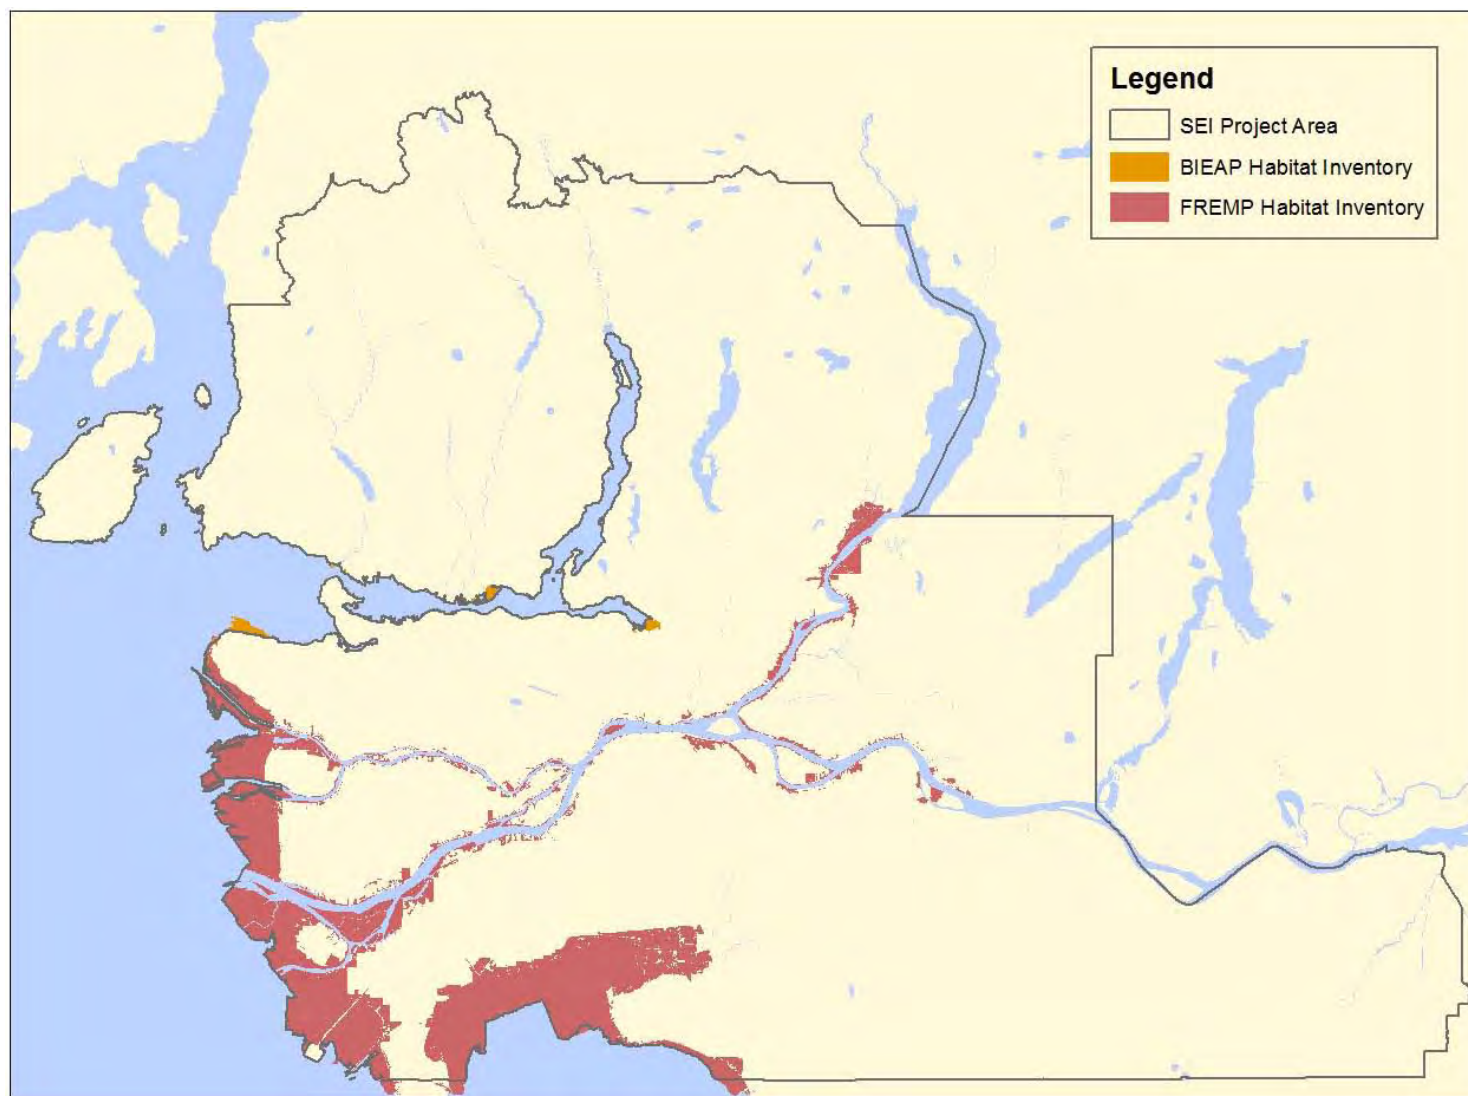 Legend
SEI Project Area
BIEAP Habitat Inventory
FREMP Habitat Inventory